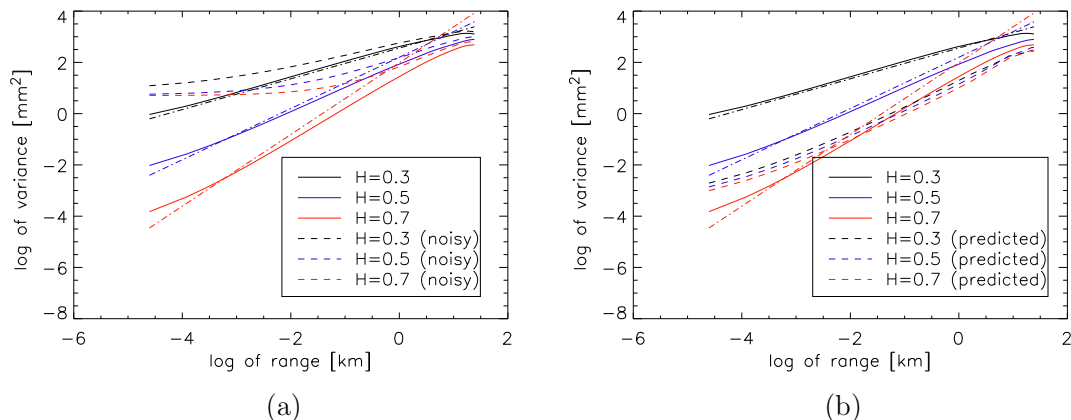 4
2
0
−2
−4
−6
−8
log of variance [mm²]
H=0.3
H=0.5
H=0.7
H=0.3 (noisy)
H=0.5 (noisy)
H=0.7 (noisy)
−6 −4 −2 0 2
log of range [km]
(a)
4
2
0
−2
−4
−6
−8
log of variance [mm²]
H=0.3
H=0.5
H=0.7
H=0.3 (predicted)
H=0.5 (predicted)
H=0.7 (predicted)
−6 −4 −2 0 2
log of range [km]
(b)